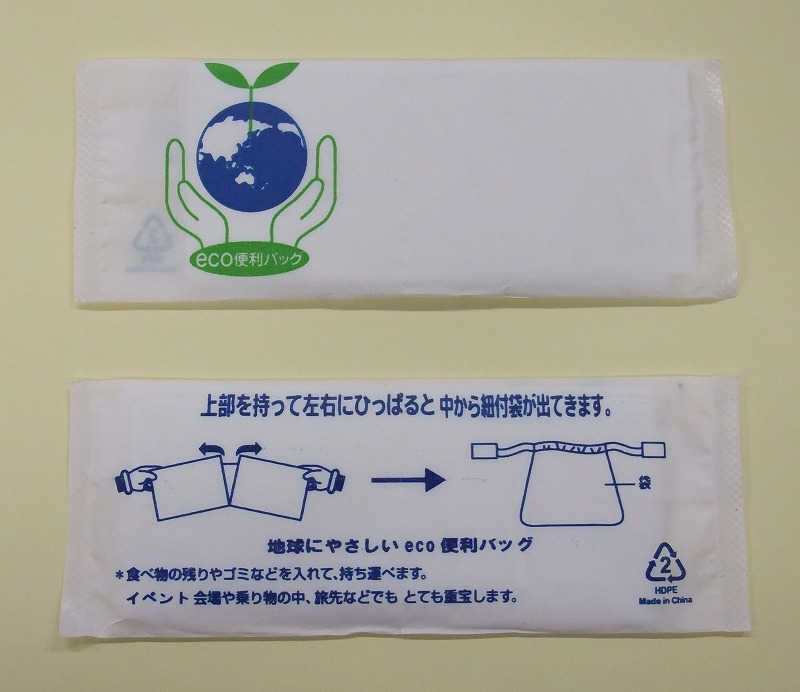 eco便利バッグ
上部を持って左右にひっぱると 中から紐付袋が出てきます。
袋
地球にやさしい eco 便利バッグ
*食べ物の残りやゴミなどを入れて、持ち運べます。
イベント 会場や乗り物の中、旅先などでも とても重宝します。
2
HDPE
Made in China